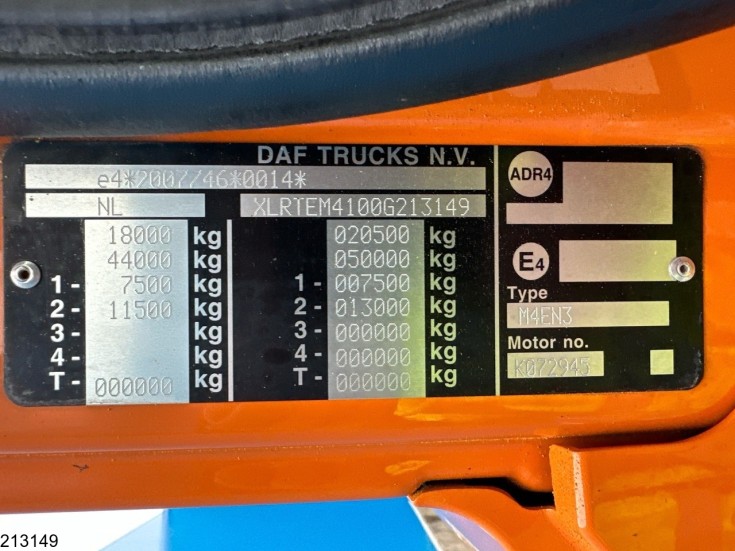 DAF TRUCKS N.V.
e4*2007/46*0014*
NL XLRTEM4100G213149
18000 kg 020500 kg
44000 kg 050000 kg
1- 7500 kg 1- 007500 kg
2- 11500 kg 2- 013000 kg
3- kg 3- 000000 kg
4- kg 4- 000000 kg
T- 000000 kg T- 000000 kg
ADR4
E4
Type
M4EN3
Motor no.
K072945
213149